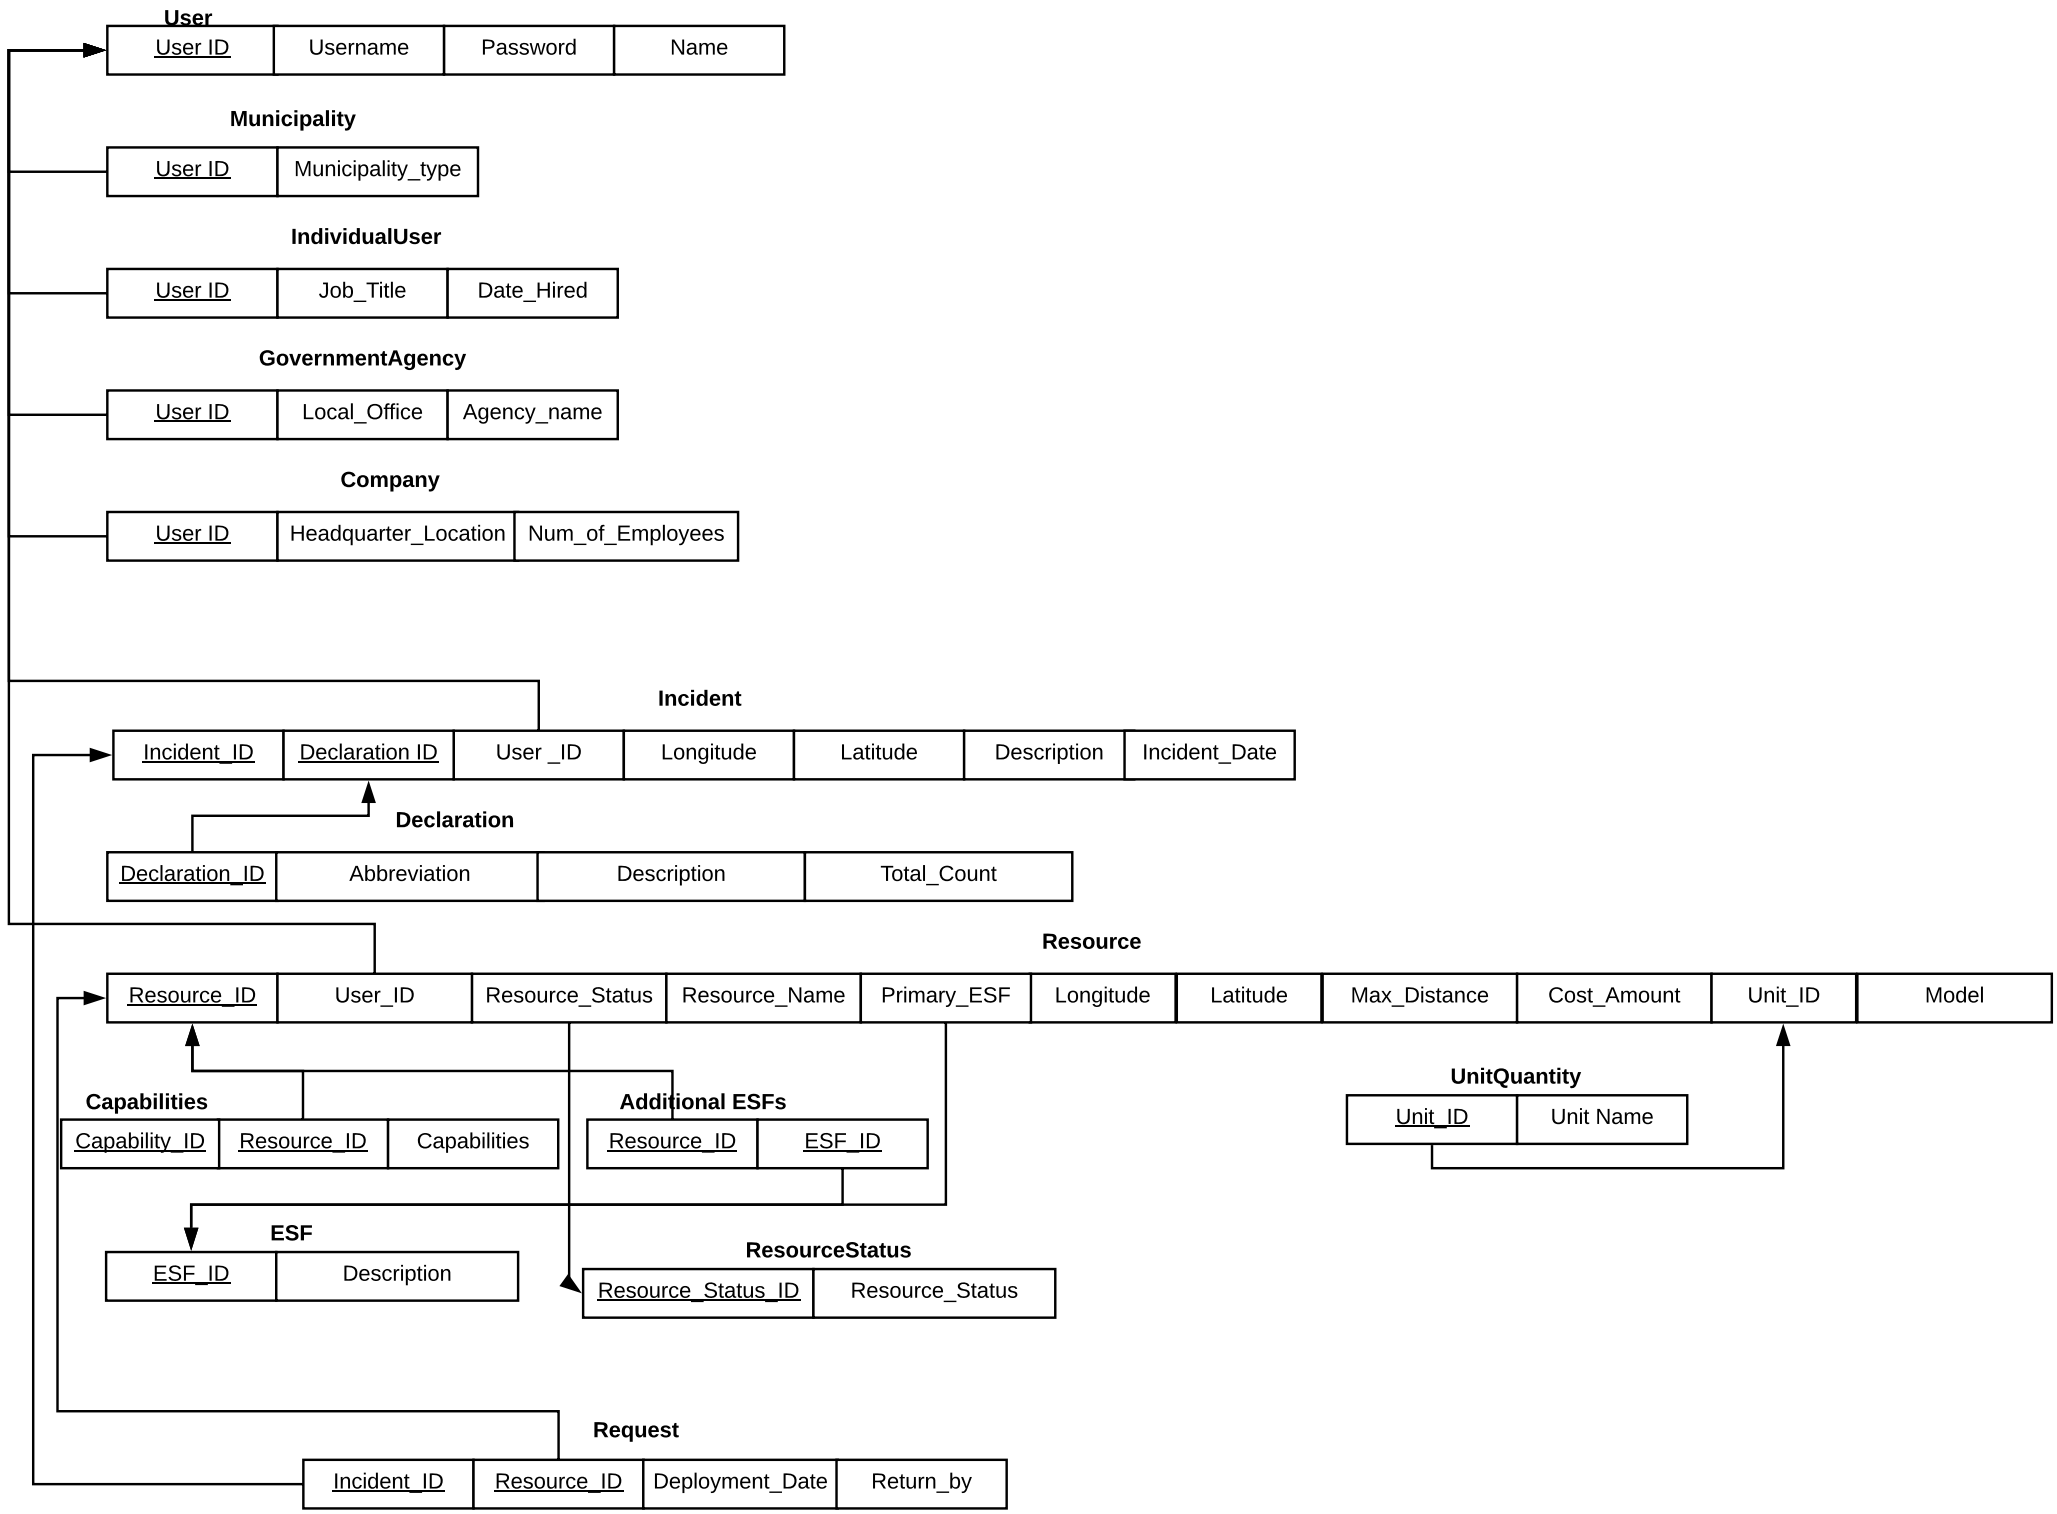 User
User ID Username Password Name
Municipality
User ID Municipality_type
IndividualUser
User ID Job_Title Date_Hired
GovernmentAgency
User ID Local_Office Agency_name
Company
User ID Headquarter_Location Num_of_Employees
Incident
Incident_ID Declaration ID User _ID Longitude Latitude Description Incident_Date
Declaration
Declaration_ID Abbreviation Description Total_Count
Resource
Resource_ID User_ID Resource_Status Resource_Name Primary_ESF Longitude Latitude Max_Distance Cost_Amount Unit_ID Model
UnitQuantity
Unit_ID Unit Name
Capabilities
Capability_ID Resource_ID Capabilities
Additional ESFs
Resource_ID ESF_ID
ESF
ESF_ID Description
ResourceStatus
Resource_Status_ID Resource_Status
Request
Incident_ID Resource_ID Deployment_Date Return_by